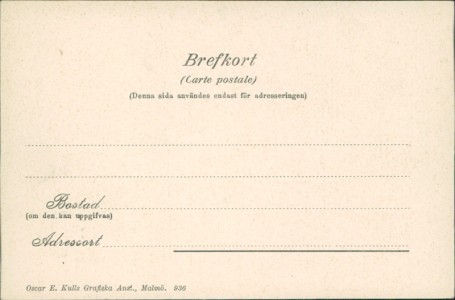 Brefkort
(Carte postale)
(Denna sida användes endast för adresseringen)
Bostad
(om den kan uppgifvas)
Adressort
Oscar E. Kulls Grafiska Anst., Malmö. 936